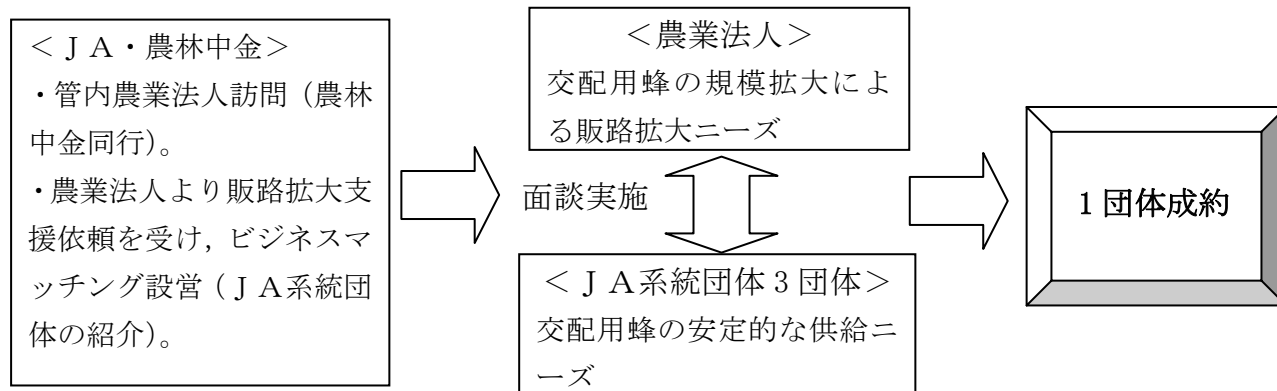 ＜ＪＡ・農林中金＞
・管内農業法人訪問（農林
中金同行）。
・農業法人より販路拡大支
援依頼を受け，ビジネスマ
ッチング設営（ＪＡ系統団
体の紹介）。
＜農業法人＞
交配用蜂の規模拡大によ
る販路拡大ニーズ
面談実施
＜ＪＡ系統団体３団体＞
交配用蜂の安定的な供給ニ
ーズ
１団体成約